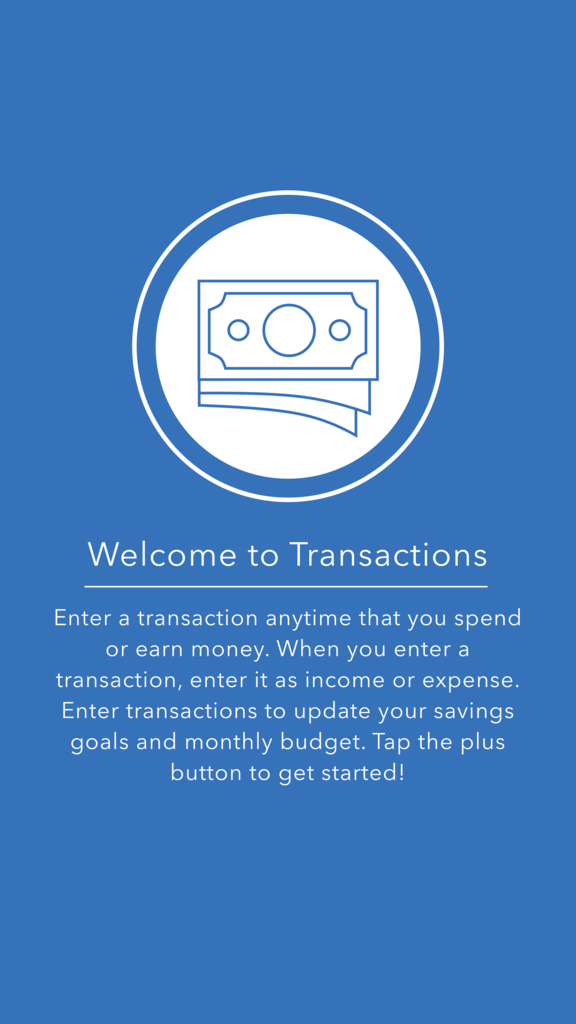 Welcome to Transactions
Enter a transaction anytime that you spend
or earn money. When you enter a
transaction, enter it as income or expense.
Enter transactions to update your savings
goals and monthly budget. Tap the plus
button to get started!